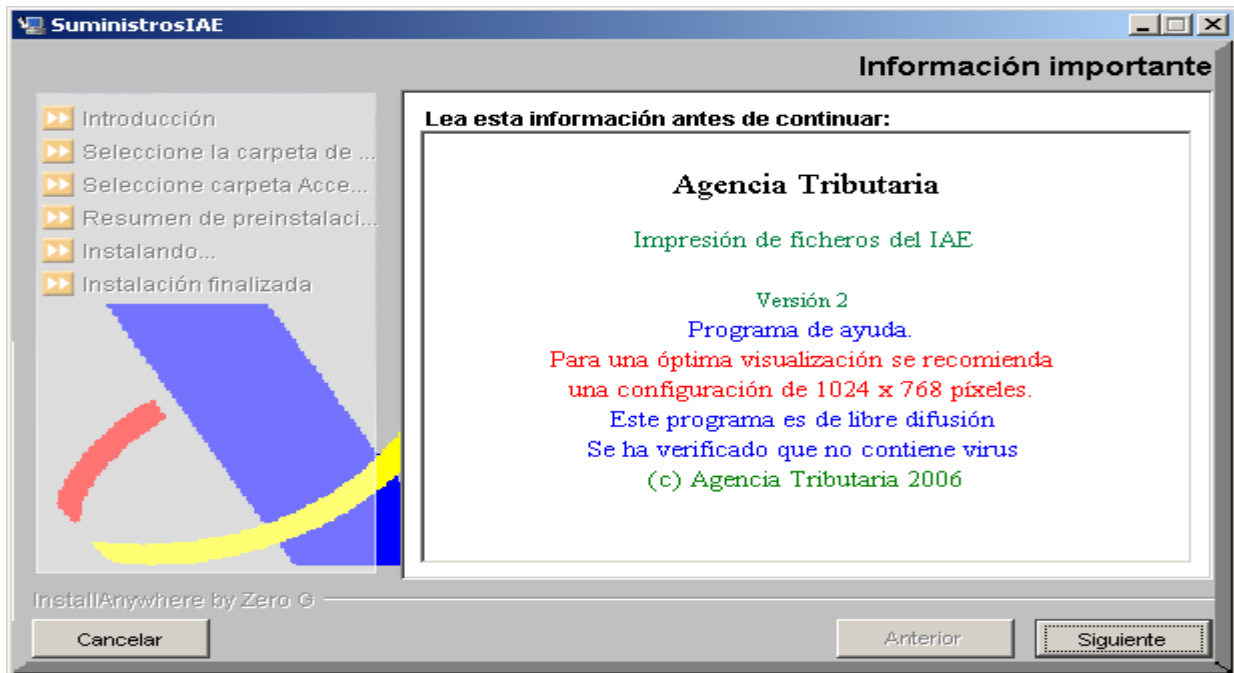 SuministrosIAE
Información importante
Introducción
Seleccione la carpeta de ...
Seleccione carpeta Acce...
Resumen de preinstalaci...
Instalando...
Instalación finalizada
Lea esta información antes de continuar:
Agencia Tributaria
Impresión de ficheros del IAE
Versión 2
Programa de ayuda.
Para una óptima visualización se recomienda
una configuración de 1024 x 768 píxeles.
Este programa es de libre difusión
Se ha verificado que no contiene virus
(c) Agencia Tributaria 2006
InstallAnywhere by Zero G
Cancelar
Anterior
Siguiente